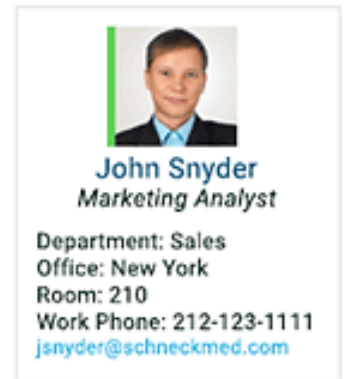 John Snyder
Marketing Analyst
Department: Sales
Office: New York
Room: 210
Work Phone: 212-123-1111
jsnyder@schneckmed.com